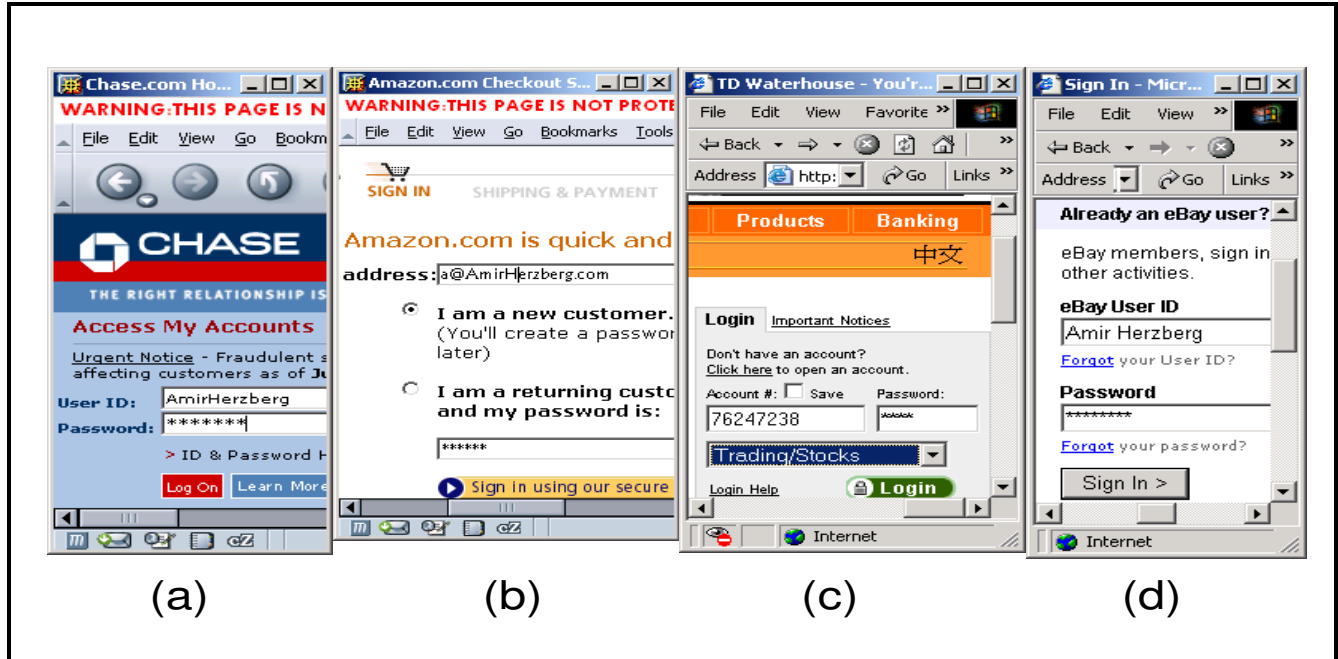 Chase.com Ho...
WARNING:THIS PAGE IS N
File Edit View Go Bookm
CHASE
THE RIGHT RELATIONSHIP IS
Access My Accounts
Urgent Notice - Fraudulent s
affecting customers as of Ju
User ID: AmirHerzberg
Password: *******
> ID & Password H
Log On Learn More
(a)
Amazon.com Checkout S...
WARNING:THIS PAGE IS NOT PROTE
File Edit View Go Bookmarks Tools
SIGN IN SHIPPING & PAYMENT
Amazon.com is quick and
address: a@AmirHerzberg.com
I am a new customer.
(You'll create a passwor
later)
I am a returning custo
and my password is:
******
Sign in using our secure
(b)
TD Waterhouse - You'r...
File Edit View Favorite »
Back »
Address http: Go Links »
Products Banking
中文
Login Important Notices
Don't have an account?
Click here to open an account.
Account #: Save Password:
76247238 *****
Trading/Stocks
Login Help Login
Internet
(c)
Sign In - Micr...
File Edit View »
Back »
Address Go Links »
Already an eBay user?
eBay members, sign in
other activities.
eBay User ID
Amir Herzberg
Forgot your User ID?
Password
********
Forgot your password?
Sign In >
Internet
(d)